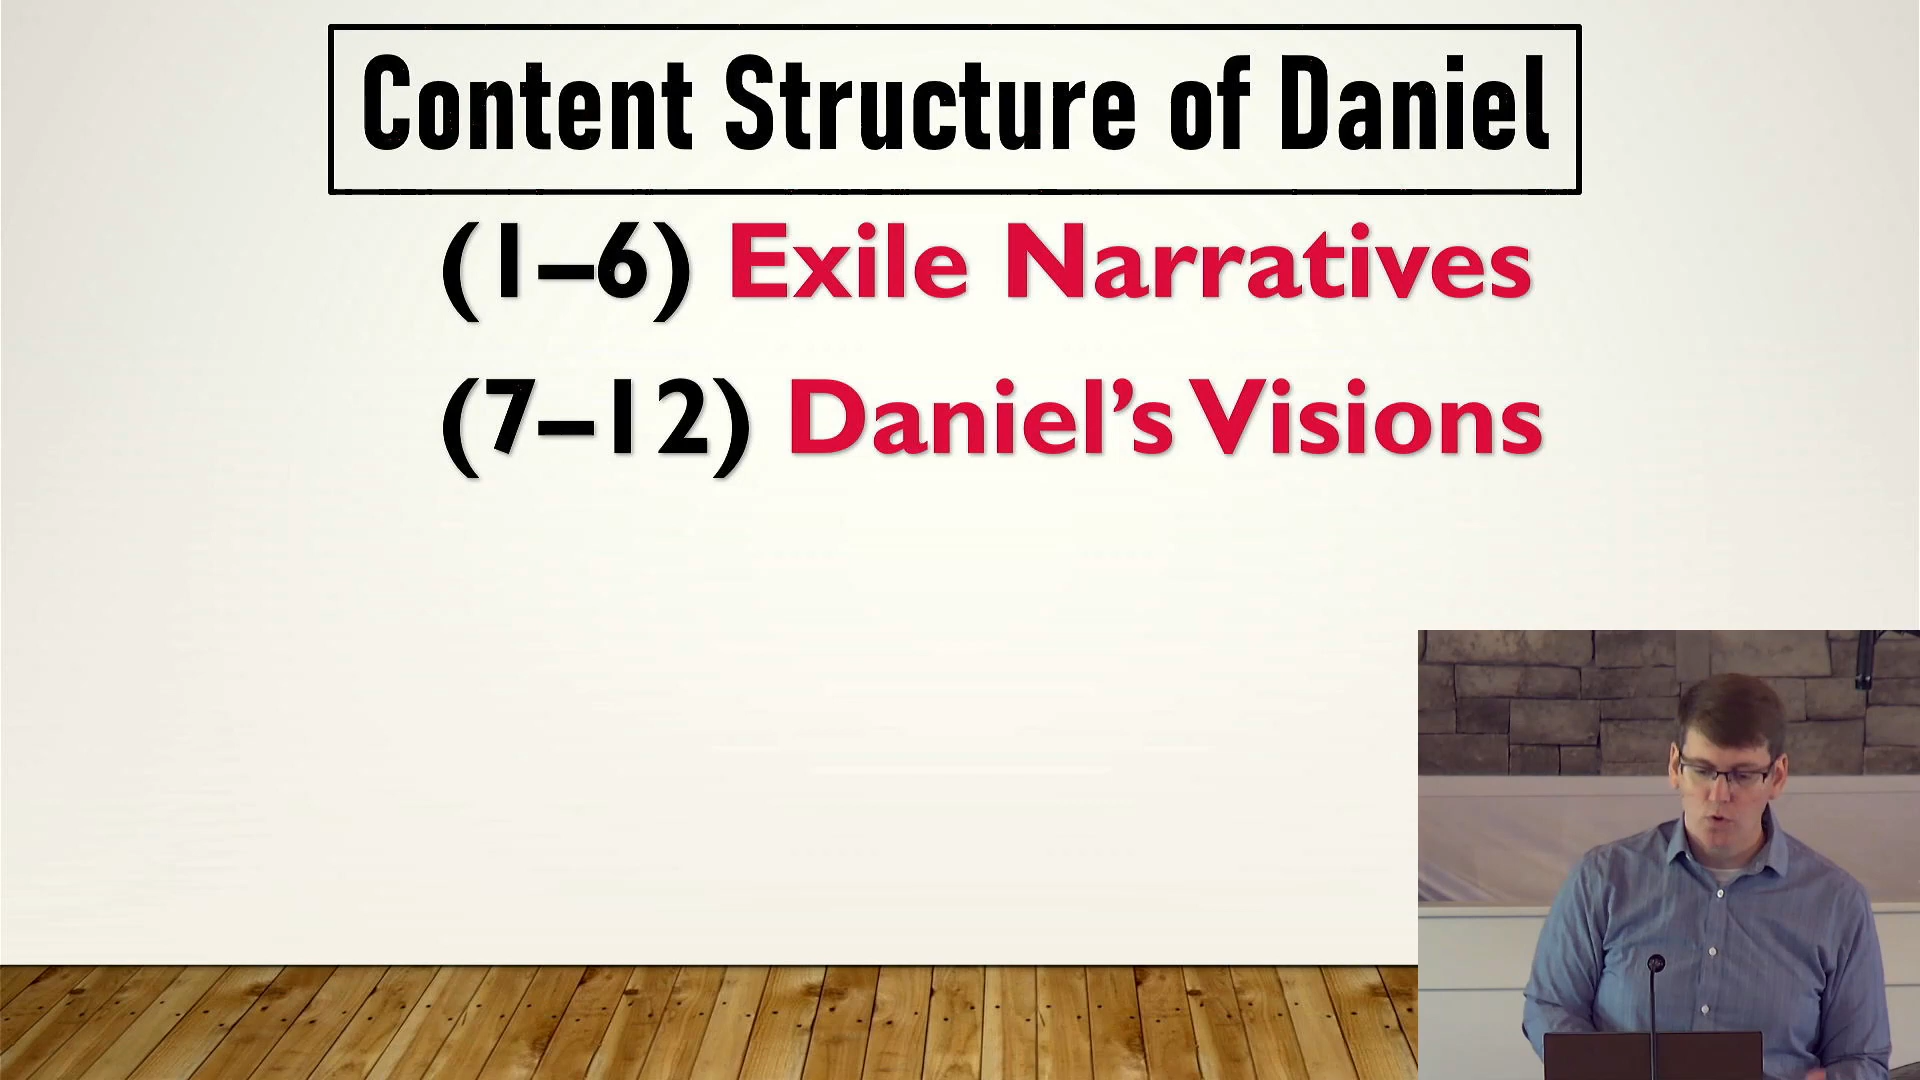 Content Structure of Daniel
(1–6) Exile Narratives
(7–12) Daniel’s Visions